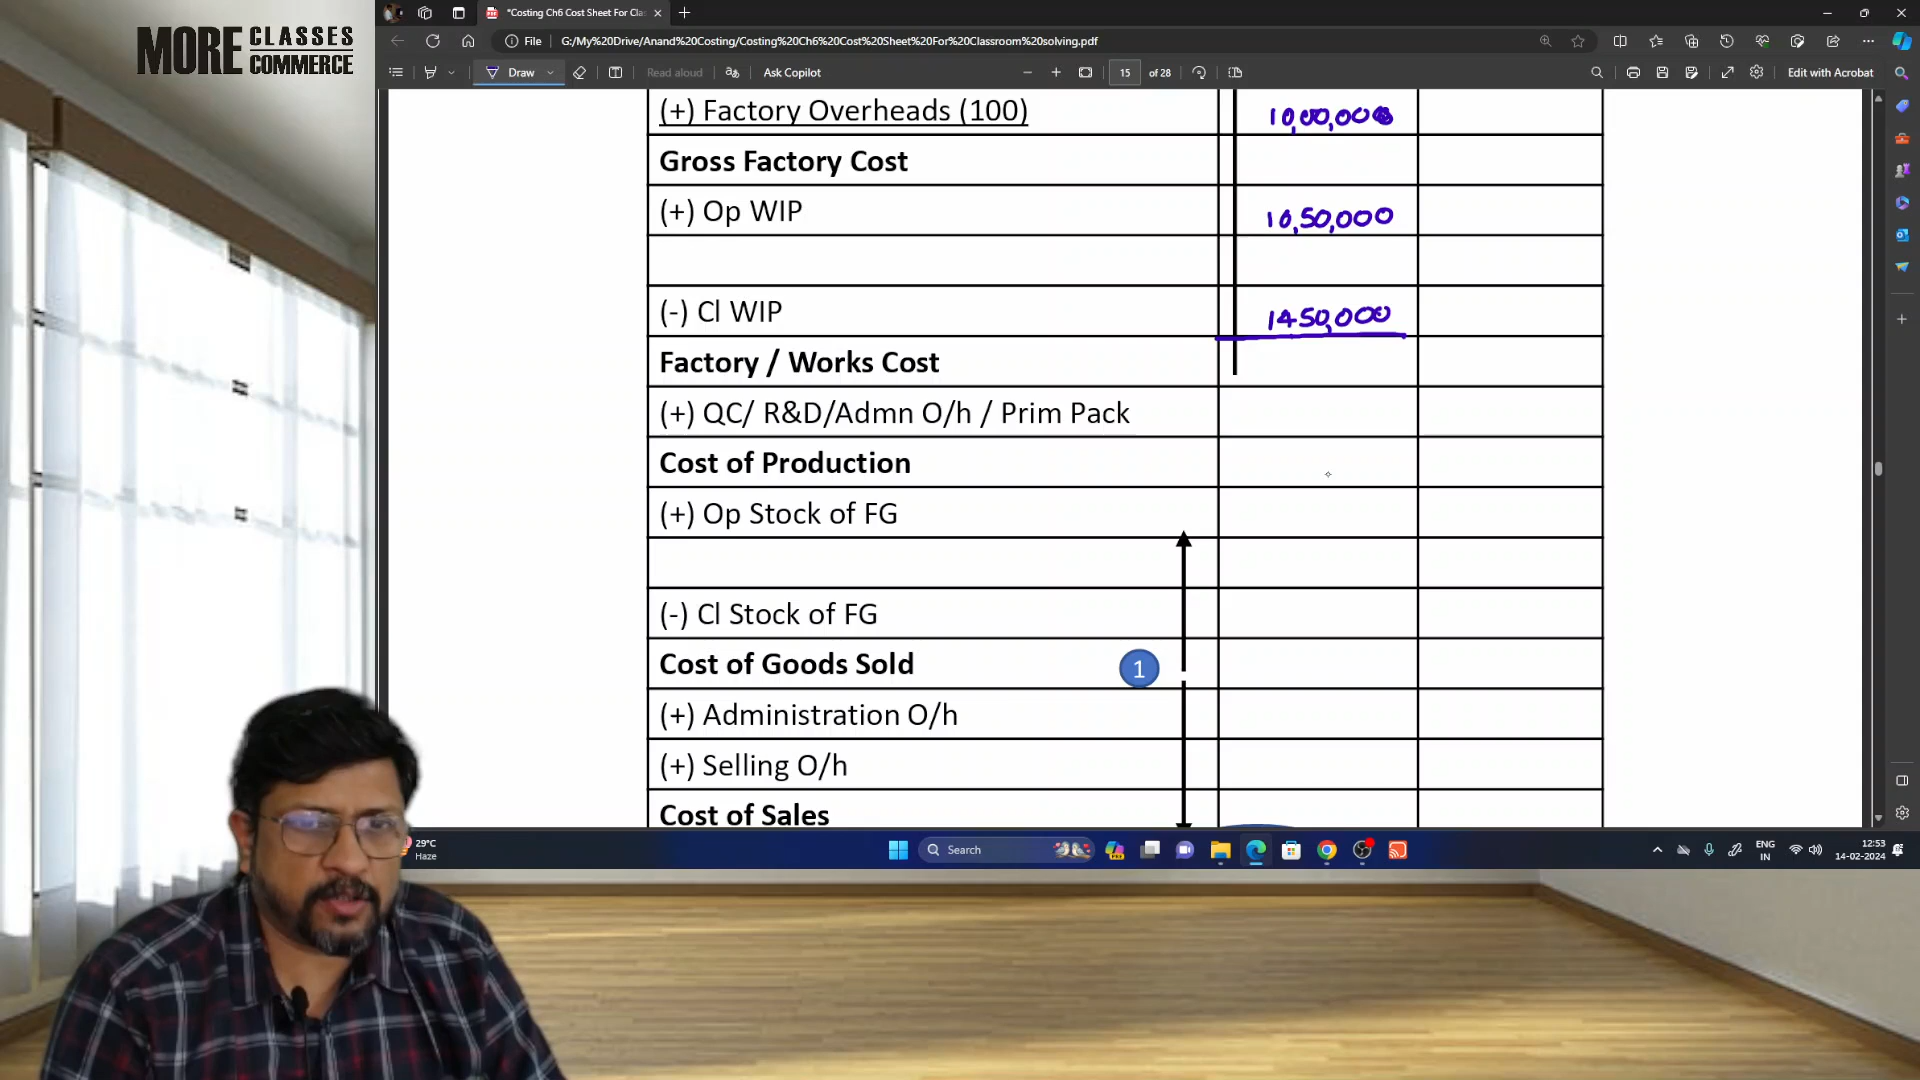 MORE CLASSES COMMERCE
*Costing Ch6 Cost Sheet For Cla
File G:/My%20Drive/Anand%20Costing/Costing%20Ch6%20Cost%20Sheet%20For%20Classroom%20solving.pdf
Draw Read aloud Ask Copilot 15 of 28 Edit with Acrobat
(+) Factory Overheads (100) 10,00,000
Gross Factory Cost
(+) Op WIP 10,50,000
(-) Cl WIP 1450,000
Factory / Works Cost
(+) QC/ R&D/Admn O/h / Prim Pack
Cost of Production
(+) Op Stock of FG
(-) Cl Stock of FG
Cost of Goods Sold 1
(+) Administration O/h
(+) Selling O/h
Cost of Sales
29°C
Haze
Search
ENG
IN
12:53
14-02-2024